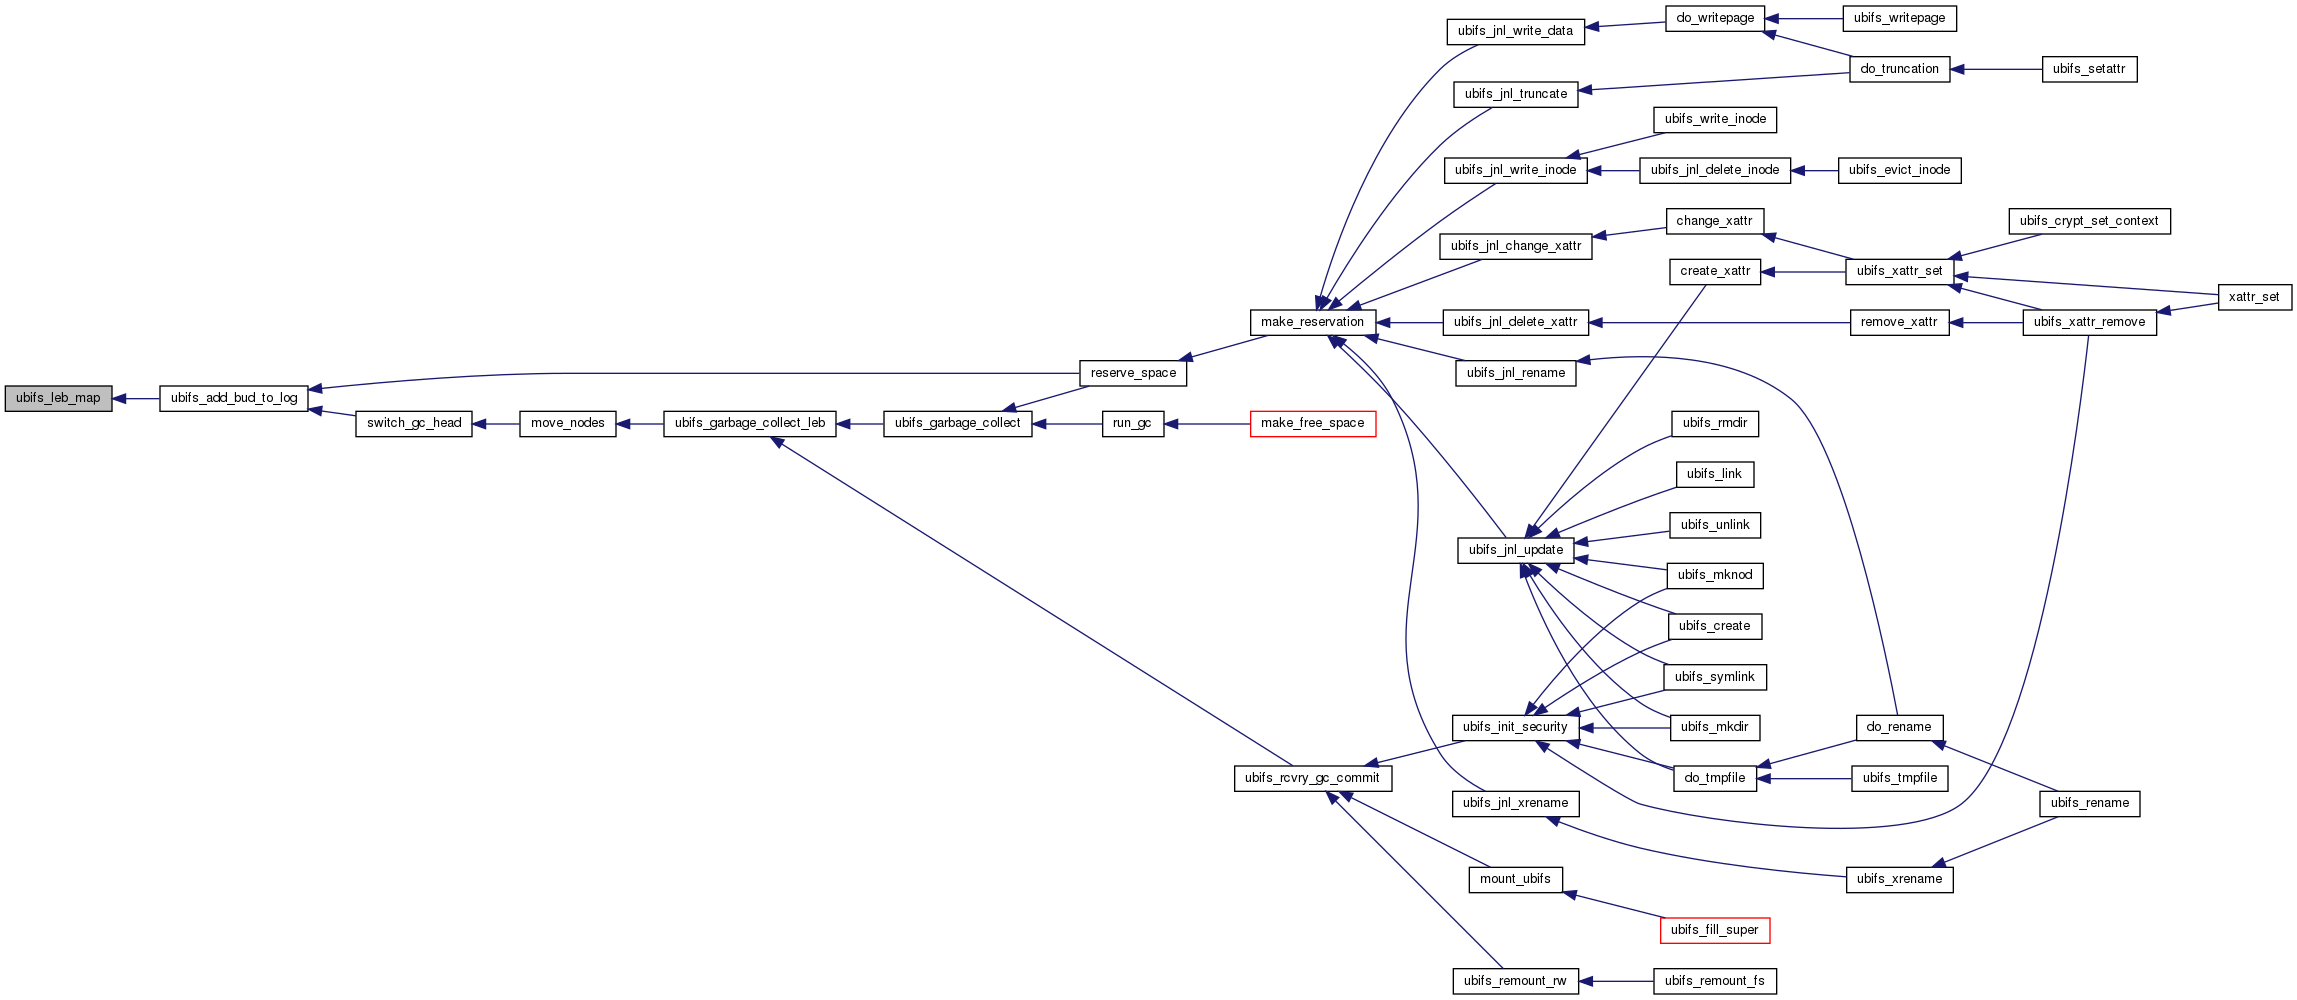 ubifs_leb_map
ubifs_add_bud_to_log
switch_gc_head
move_nodes
ubifs_garbage_collect_leb
ubifs_garbage_collect
reserve_space
run_gc
make_reservation
make_free_space
ubifs_rcvry_gc_commit
ubifs_jnl_write_data
ubifs_jnl_truncate
ubifs_jnl_write_inode
ubifs_jnl_change_xattr
ubifs_jnl_delete_xattr
ubifs_jnl_rename
ubifs_jnl_update
ubifs_init_security
ubifs_jnl_xrename
mount_ubifs
ubifs_remount_rw
do_writepage
ubifs_write_inode
ubifs_jnl_delete_inode
change_xattr
create_xattr
ubifs_rmdir
ubifs_link
ubifs_unlink
ubifs_mknod
ubifs_create
ubifs_symlink
ubifs_mkdir
do_tmpfile
ubifs_fill_super
ubifs_remount_fs
ubifs_writepage
do_truncation
ubifs_evict_inode
ubifs_xattr_set
remove_xattr
do_rename
ubifs_tmpfile
ubifs_xrename
ubifs_setattr
ubifs_crypt_set_context
ubifs_xattr_remove
ubifs_rename
xattr_set